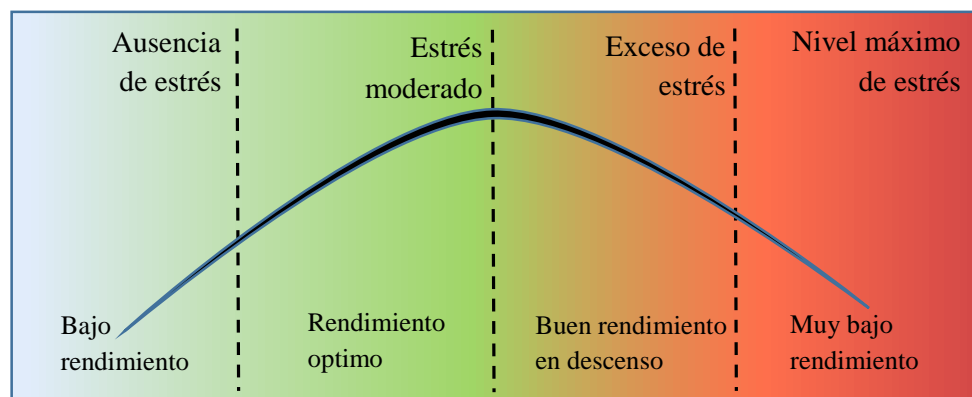 Ausencia
de estrés
Estrés
moderado
Exceso de
estrés
Nivel máximo
de estrés
Bajo
rendimiento
Rendimiento
optimo
Buen rendimiento
en descenso
Muy bajo
rendimiento